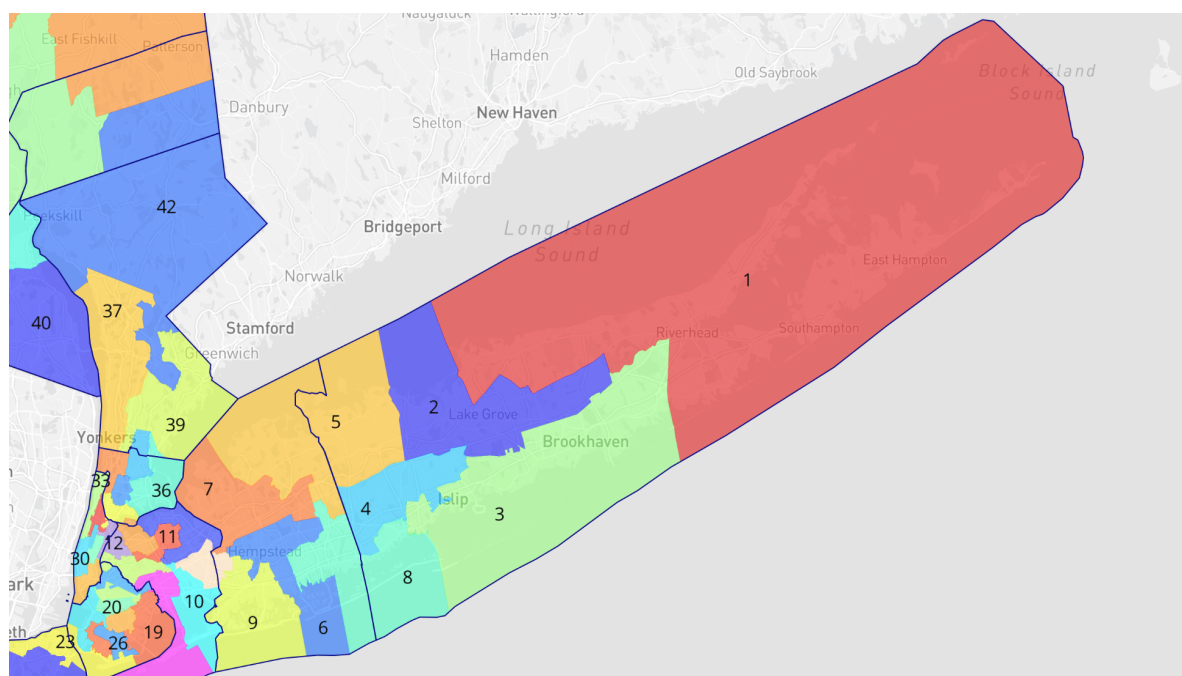 Naugatuck
Wallingford
East Fishkill
Patterson
Hamden
Old Saybrook
Block Island
Sound
Danbury
New Haven
Shelton
Milford
42
Peekskill
Bridgeport
Long Island
Sound
East Hampton
Norwalk
1
37
40
Stamford
Riverhead
Southampton
Greenwich
2
Lake Grove
5
39
Yonkers
Brookhaven
33
36
7
Islip
4
3
12
11
Hempstead
30
ark
8
20
10
9
6
23
26
19
eth